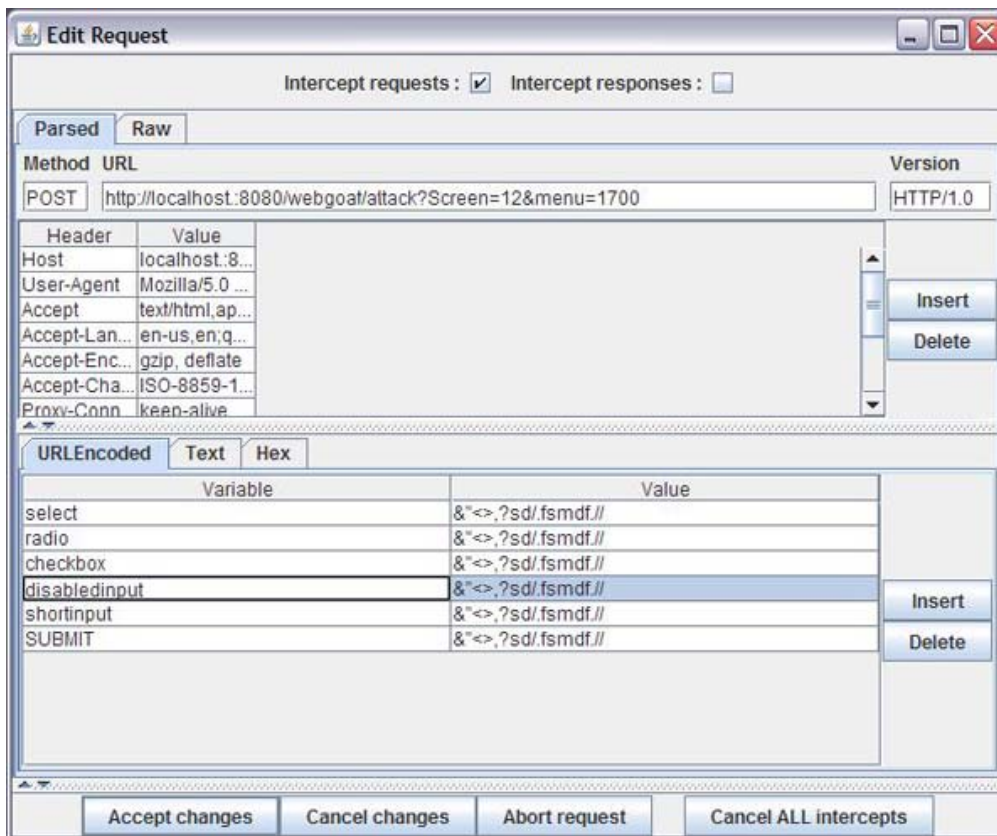 Edit Request
Intercept requests : Intercept responses :
Parsed Raw
Method URL Version
POST http://localhost.:8080/webgoat/attack?Screen=12&menu=1700 HTTP/1.0
Header Value
Host localhost.:8...
User-Agent Mozilla/5.0 ...
Accept text/html,ap...
Insert
Accept-Lan... en-us,en;q...
Delete
Accept-Enc... gzip, deflate
Accept-Cha... ISO-8859-1...
Proxy-Conn keep-alive
URLEncoded Text Hex
Variable Value
select &"<>,?sd/.fsmdf.//
radio &"<>,?sd/.fsmdf.//
checkbox &"<>,?sd/.fsmdf.//
disabledinput &"<>,?sd/.fsmdf.//
Insert
shortinput &"<>,?sd/.fsmdf.//
SUBMIT &"<>,?sd/.fsmdf.//
Delete
Accept changes Cancel changes Abort request Cancel ALL intercepts